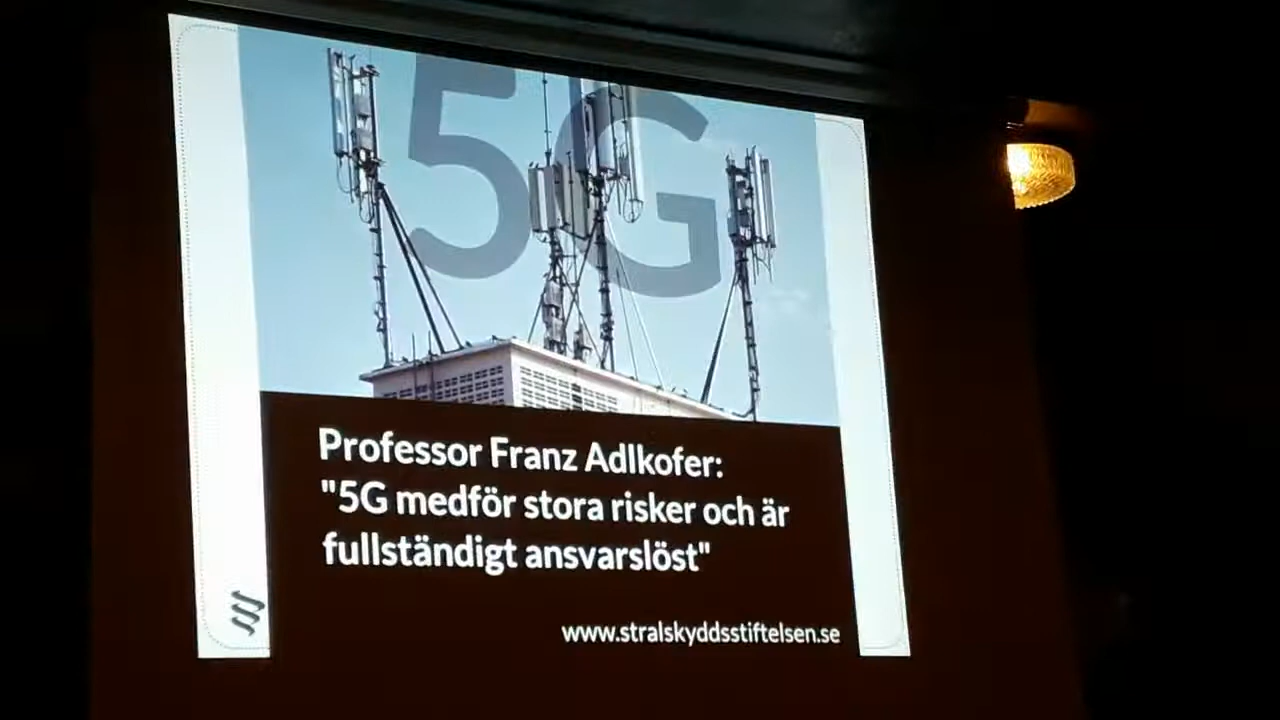 5G
Professor Franz Adlkofer:
"5G medför stora risker och är
fullständigt ansvarslöst"
www.stralskyddsstiftelsen.se